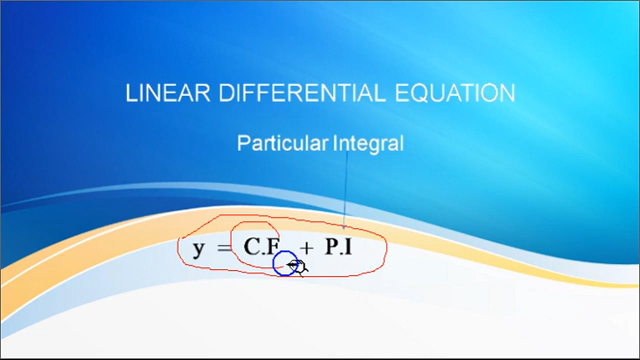 LINEAR DIFFERENTIAL EQUATION
Particular Integral
y = C.F + P.I